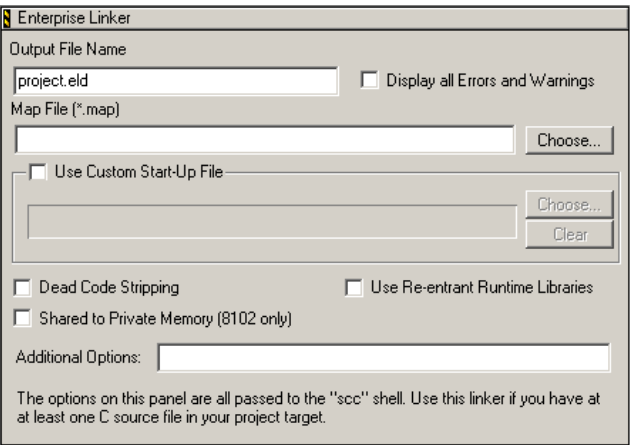 Enterprise Linker
Output File Name
project.eld
Display all Errors and Warnings
Map File (*.map)
Choose...
Use Custom Start-Up File
Choose...
Clear
Dead Code Stripping
Use Re-entrant Runtime Libraries
Shared to Private Memory (8102 only)
Additional Options:
The options on this panel are all passed to the "scc" shell. Use this linker if you have at
at least one C source file in your project target.